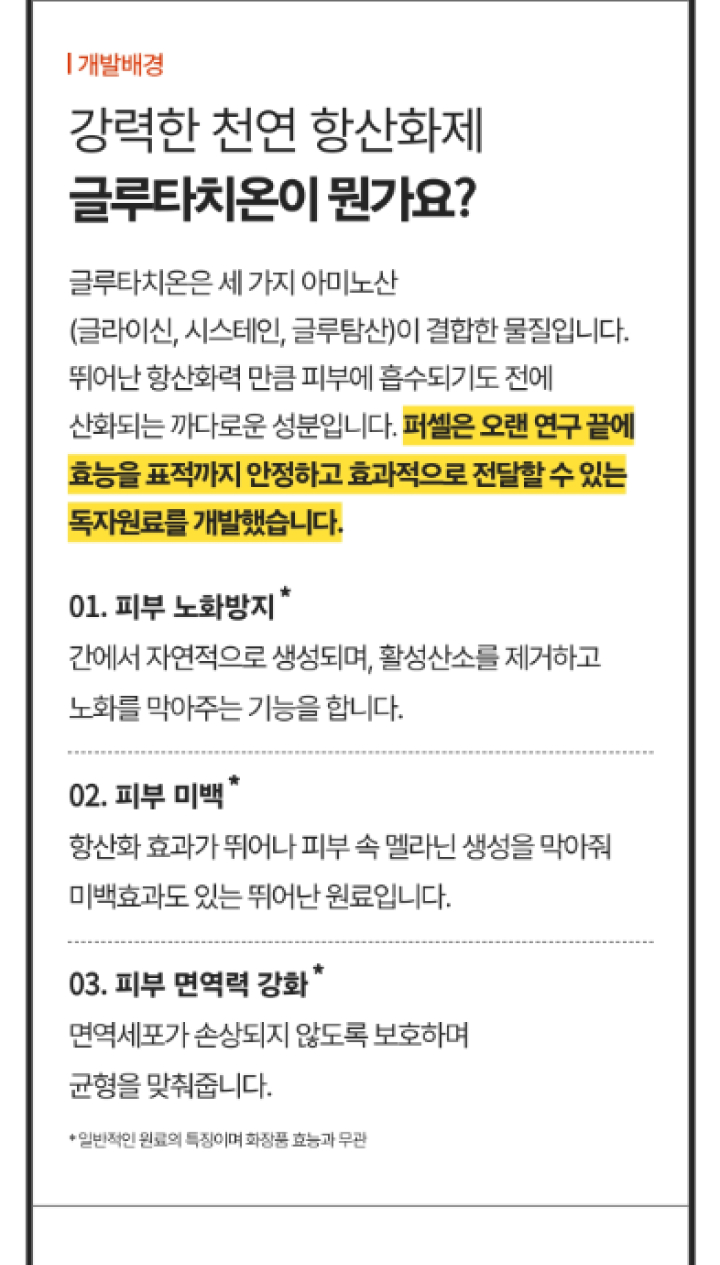 개발배경
강력한 천연 항산화제
글루타치온이 뭔가요?
글루타치온은 세 가지 아미노산
(글라이신, 시스테인, 글루탐산)이 결합한 물질입니다.
뛰어난 항산화력 만큼 피부에 흡수되기도 전에
산화되는 까다로운 성분입니다. 퍼셀은 오랜 연구 끝에
효능을 표적까지 안정하고 효과적으로 전달할 수 있는
독자원료를 개발했습니다.
01. 피부 노화방지*
간에서 자연적으로 생성되며, 활성산소를 제거하고
노화를 막아주는 기능을 합니다.
02. 피부 미백*
항산화 효과가 뛰어나 피부 속 멜라닌 생성을 막아줘
미백효과도 있는 뛰어난 원료입니다.
03. 피부 면역력 강화*
면역세포가 손상되지 않도록 보호하며
균형을 맞춰줍니다.
*일반적인 원료의 특징이며 화장품 효능과 무관